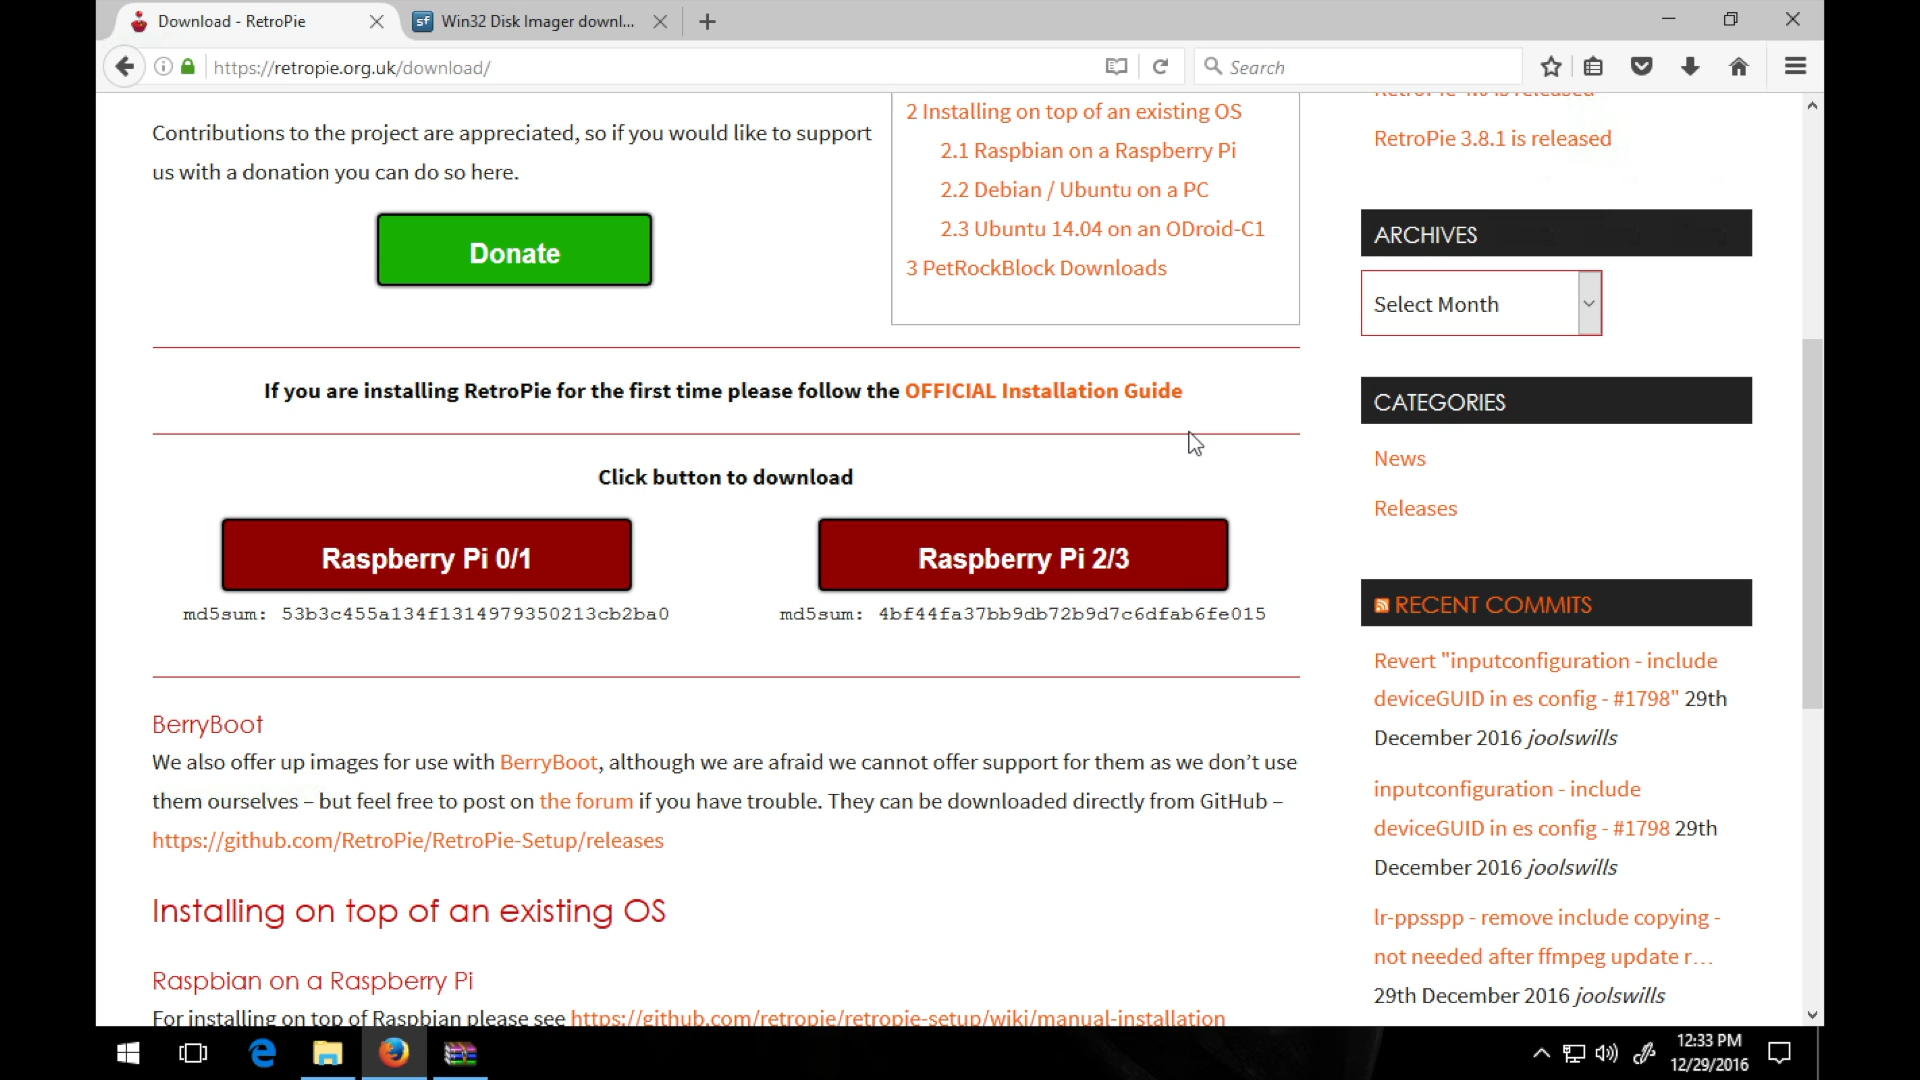 Download - RetroPie
sf Win32 Disk Imager downl...
https://retropie.org.uk/download/
Search
Contributions to the project are appreciated, so if you would like to support
us with a donation you can do so here.
Donate
2 Installing on top of an existing OS
2.1 Raspbian on a Raspberry Pi
2.2 Debian / Ubuntu on a PC
2.3 Ubuntu 14.04 on an ODroid-C1
3 PetRockBlock Downloads
If you are installing RetroPie for the first time please follow the OFFICIAL Installation Guide
Click button to download
Raspberry Pi 0/1
Raspberry Pi 2/3
md5sum: 53b3c455a134f1314979350213cb2ba0
md5sum: 4bf44fa37bb9db72b9d7c6dfab6fe015
BerryBoot
We also offer up images for use with BerryBoot, although we are afraid we cannot offer support for them as we don’t use
them ourselves – but feel free to post on the forum if you have trouble. They can be downloaded directly from GitHub –
https://github.com/RetroPie/RetroPie-Setup/releases
Installing on top of an existing OS
Raspbian on a Raspberry Pi
For installing on top of Raspbian please see https://github.com/retropie/retropie-setup/wiki/manual-installation
RetroPie 3.8.1 is released
ARCHIVES
Select Month
CATEGORIES
News
Releases
RECENT COMMITS
Revert "inputconfiguration - include
deviceGUID in es config - #1798" 29th
December 2016 joolswills
inputconfiguration - include
deviceGUID in es config - #1798 29th
December 2016 joolswills
lr-ppsspp - remove include copying -
not needed after ffmpeg update r…
29th December 2016 joolswills
12:33 PM
12/29/2016